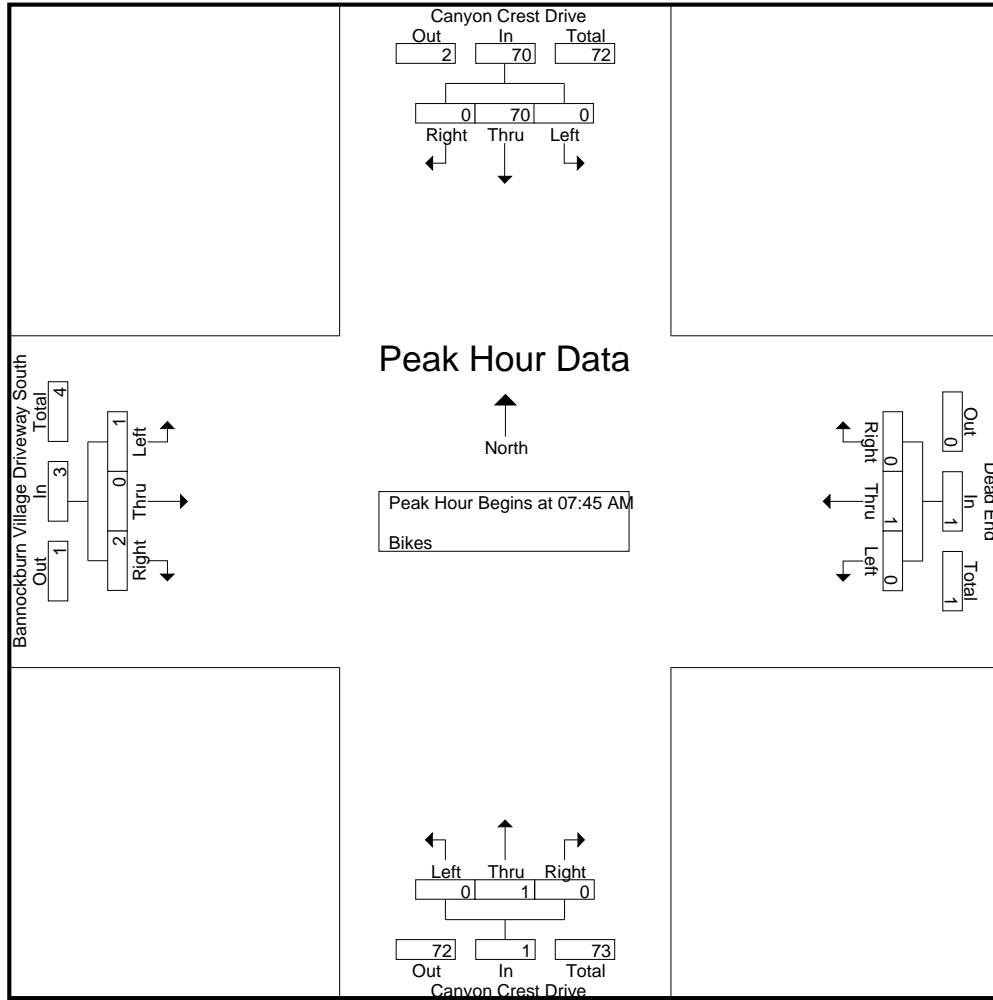 Canyon Crest Drive
Out In Total
2 70 72
0 70 0
Right Thru Left
Peak Hour Data
North
Peak Hour Begins at 07:45 AM
Bikes
Bannockburn Village Driveway South
Total In Out
4 3 1
1 0 2
Left Thru Right
Right Thru Left
0 1 0
Out In Total
0 1 1
Dead End
Left Thru Right
0 1 0
72 1 73
Out In Total
Canyon Crest Drive